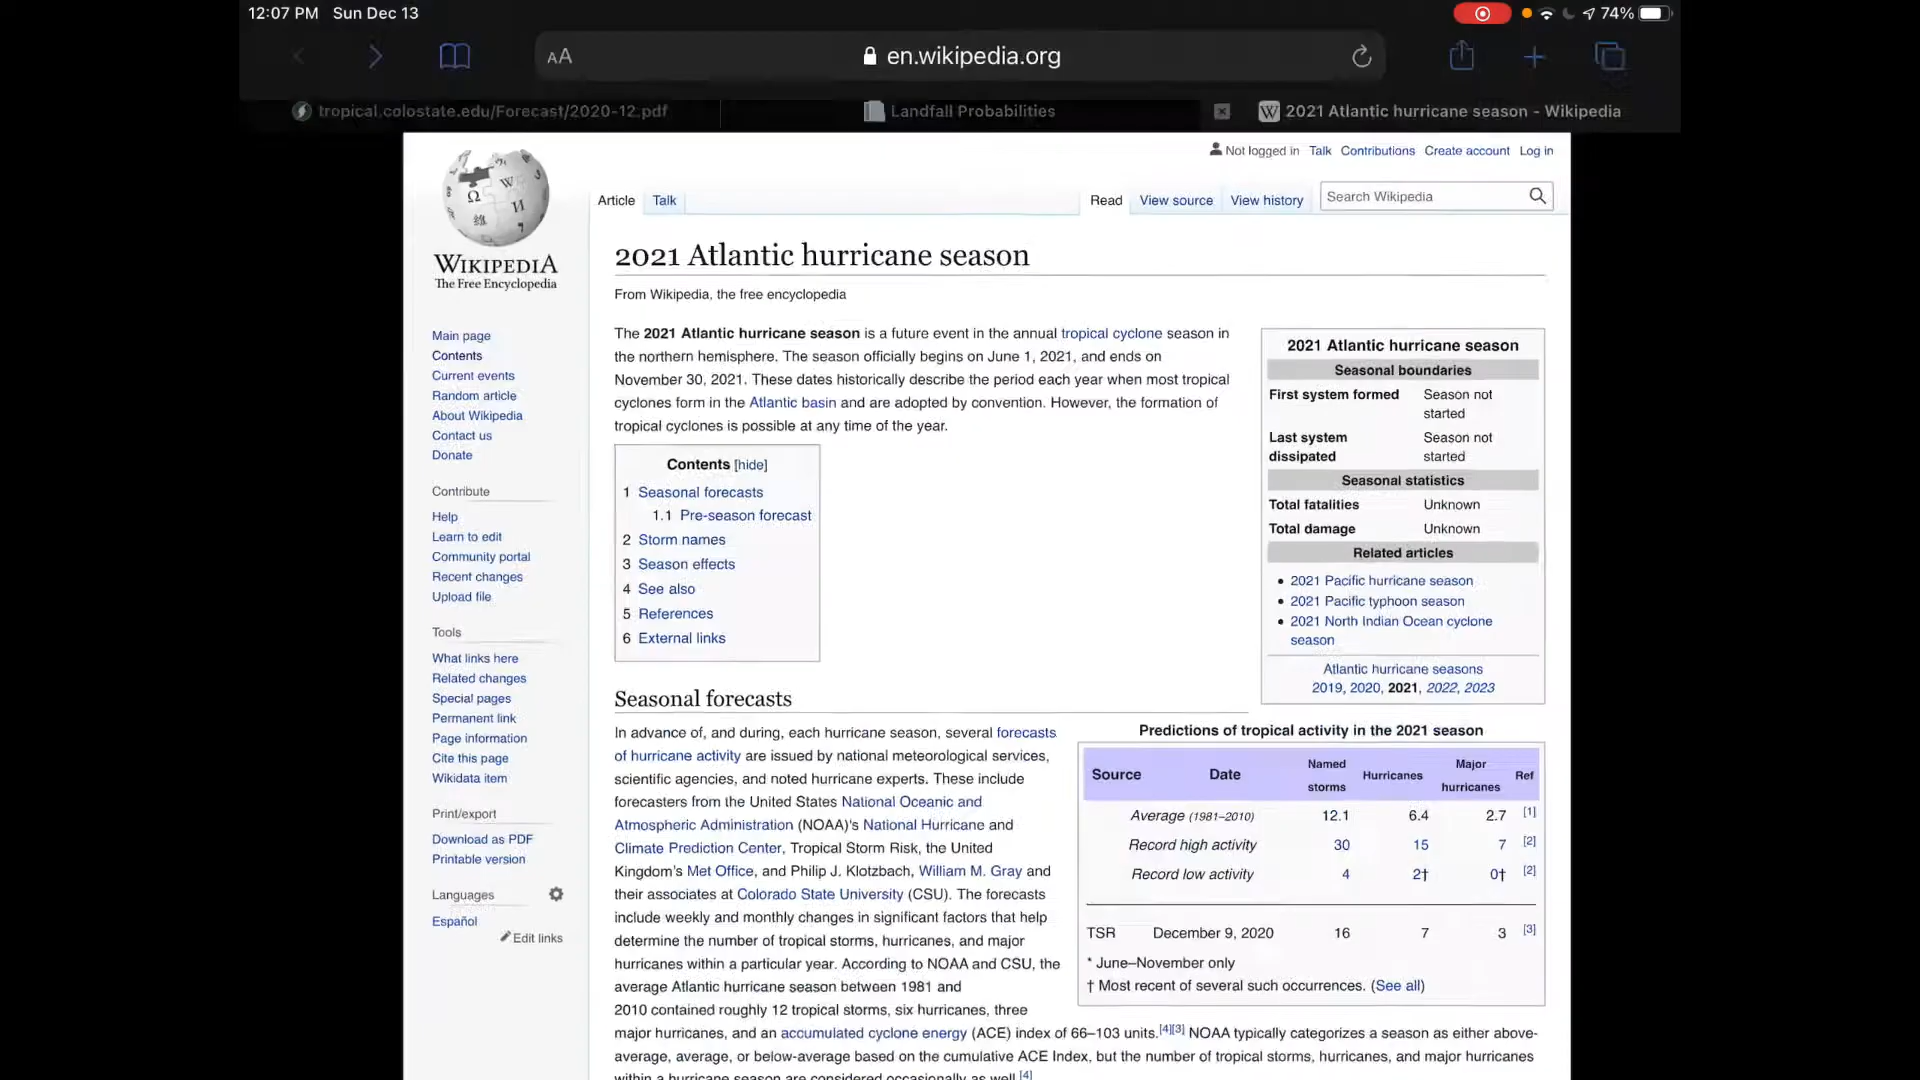 12:07 PM Sun Dec 13
74%
AA
en.wikipedia.org
tropical.colostate.edu/Forecast/2020-12.pdf
Landfall Probabilities
2021 Atlantic hurricane season - Wikipedia
WIKIPEDIA
The Free Encyclopedia
Not logged in Talk Contributions Create account Log in
Article Talk
Read View source View history
Search Wikipedia
Main page
Contents
Current events
Random article
About Wikipedia
Contact us
Donate
Contribute
Help
Learn to edit
Community portal
Recent changes
Upload file
Tools
What links here
Related changes
Special pages
Permanent link
Page information
Cite this page
Wikidata item
Print/export
Download as PDF
Printable version
Languages
Español
Edit links
2021 Atlantic hurricane season
From Wikipedia, the free encyclopedia
The 2021 Atlantic hurricane season is a future event in the annual tropical cyclone season in
the northern hemisphere. The season officially begins on June 1, 2021, and ends on
November 30, 2021. These dates historically describe the period each year when most tropical
cyclones form in the Atlantic basin and are adopted by convention. However, the formation of
tropical cyclones is possible at any time of the year.
Contents [hide]
1 Seasonal forecasts
1.1 Pre-season forecast
2 Storm names
3 Season effects
4 See also
5 References
6 External links
2021 Atlantic hurricane season
Seasonal boundaries
First system formed Season not
started
Last system Season not
dissipated started
Seasonal statistics
Total fatalities Unknown
Total damage Unknown
Related articles
• 2021 Pacific hurricane season
• 2021 Pacific typhoon season
• 2021 North Indian Ocean cyclone
season
Atlantic hurricane seasons
2019, 2020, 2021, 2022, 2023
Seasonal forecasts
In advance of, and during, each hurricane season, several forecasts
of hurricane activity are issued by national meteorological services,
scientific agencies, and noted hurricane experts. These include
forecasters from the United States National Oceanic and
Atmospheric Administration (NOAA)'s National Hurricane and
Climate Prediction Center, Tropical Storm Risk, the United
Kingdom's Met Office, and Philip J. Klotzbach, William M. Gray and
their associates at Colorado State University (CSU). The forecasts
include weekly and monthly changes in significant factors that help
determine the number of tropical storms, hurricanes, and major
hurricanes within a particular year. According to NOAA and CSU, the
average Atlantic hurricane season between 1981 and
2010 contained roughly 12 tropical storms, six hurricanes, three
major hurricanes, and an accumulated cyclone energy (ACE) index of 66–103 units.[4][3] NOAA typically categorizes a season as either above-
average, average, or below-average based on the cumulative ACE Index, but the number of tropical storms, hurricanes, and major hurricanes
within a hurricane season are considered occasionally as well.[4]
Predictions of tropical activity in the 2021 season
Source Date Named storms Hurricanes Major hurricanes Ref
Average (1981–2010) 12.1 6.4 2.7 [1]
Record high activity 30 15 7 [2]
Record low activity 4 2† 0† [2]
TSR December 9, 2020 16 7 3 [3]
* June–November only
† Most recent of several such occurrences. (See all)